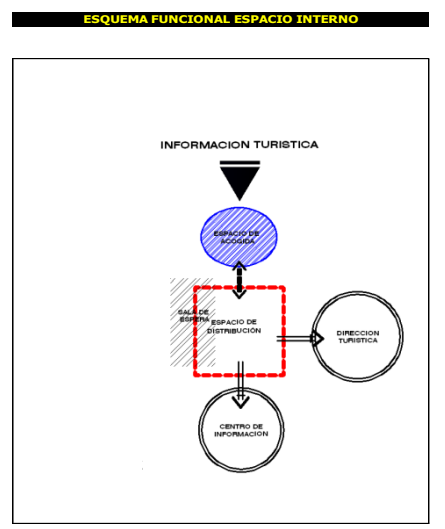 ESQUEMA FUNCIONAL ESPACIO INTERNO
INFORMACION TURISTICA
ESPACIO DE
ACOGIDA
SALA DE
ESPERA
ESPACIO DE
DISTRIBUCIÓN
DIRECCION
TURISTICA
CENTRO DE
INFORMACION